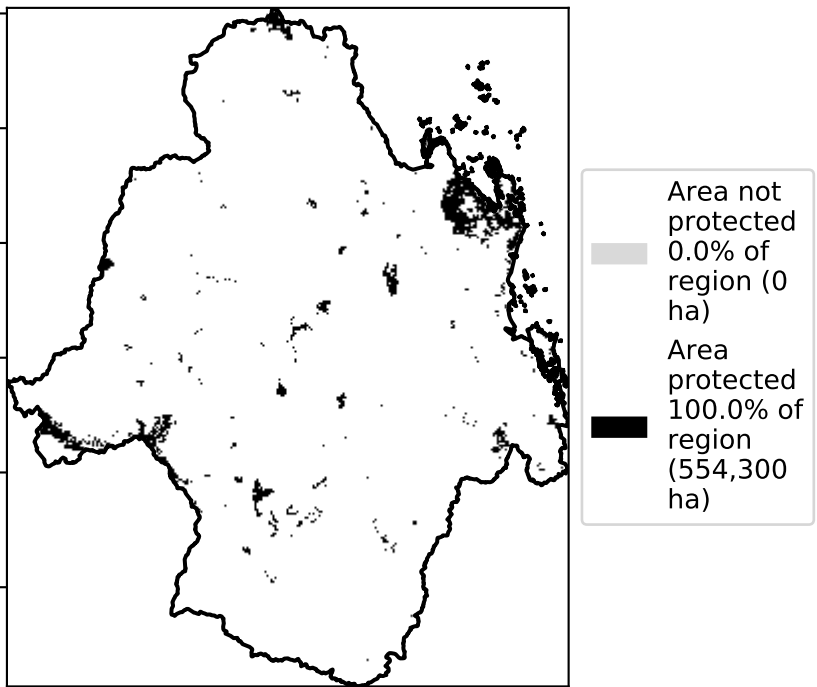 Area not
protected
0.0% of
region (0
ha)
Area
protected
100.0% of
region
(554,300
ha)